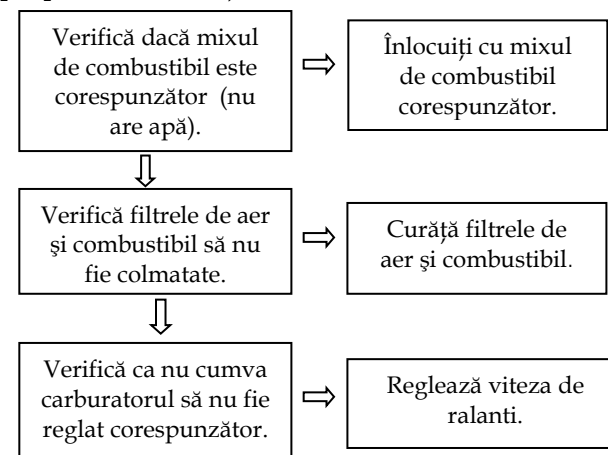 Verifică dacă mixul
de combustibil este
corespunzător (nu
are apă).
Înlocuiți cu mixul
de combustibil
corespunzător.
Verifică filtrele de aer
şi combustibil să nu
fie colmatate.
Curăță filtrele de
aer şi combustibil.
Verifică ca nu cumva
carburatorul să nu fie
reglat corespunzător.
Reglează viteza de
ralanti.